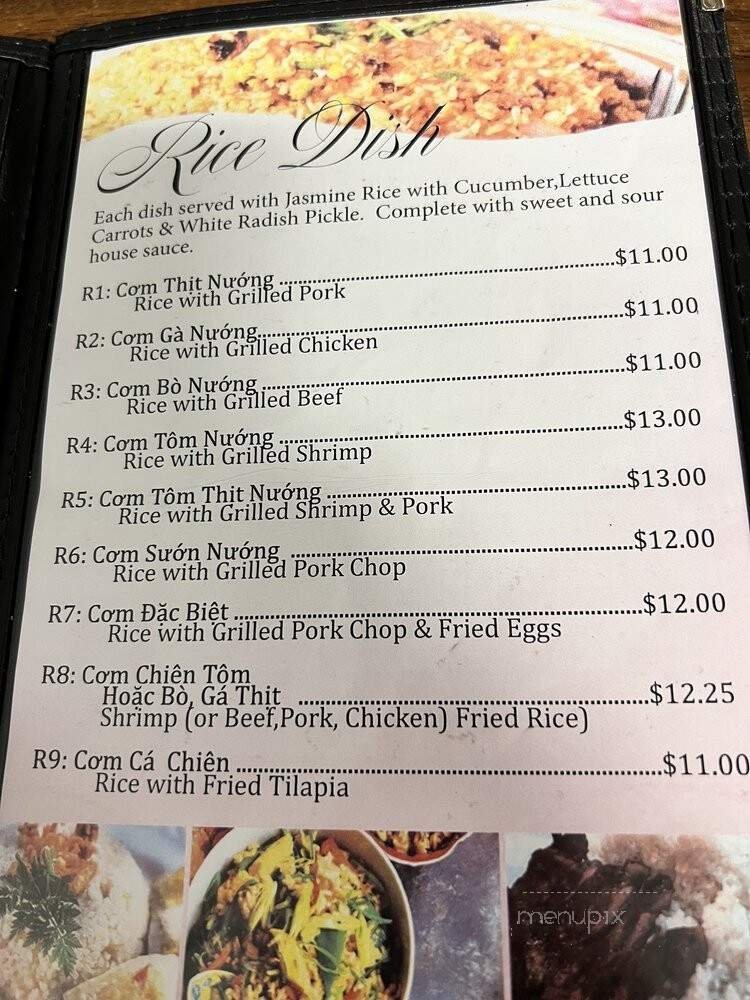 Rice Dish
Each dish served with Jasmine Rice with Cucumber,Lettuce
Carrots & White Radish Pickle. Complete with sweet and sour
house sauce.
R1: Cơm Thịt Nướng ........................................................$11.00
Rice with Grilled Pork
R2: Cơm Gà Nướng............................................................$11.00
Rice with Grilled Chicken
R3: Cơm Bò Nướng ............................................................$11.00
Rice with Grilled Beef
R4: Cơm Tôm Nướng .........................................................$13.00
Rice with Grilled Shrimp
R5: Cơm Tôm Thịt Nướng ..................................................$13.00
Rice with Grilled Shrimp & Pork
R6: Cơm Sướn Nướng .........................................................$12.00
Rice with Grilled Pork Chop
R7: Cơm Đặc Biệt ..................................................................$12.00
Rice with Grilled Pork Chop & Fried Eggs
R8: Cơm Chiên Tôm
Hoặc Bò, Gá Thịt .........................................................$12.25
Shrimp (or Beef,Pork, Chicken) Fried Rice)
R9: Cơm Cá Chiên ....................................................................$11.00
Rice with Fried Tilapia
menupix